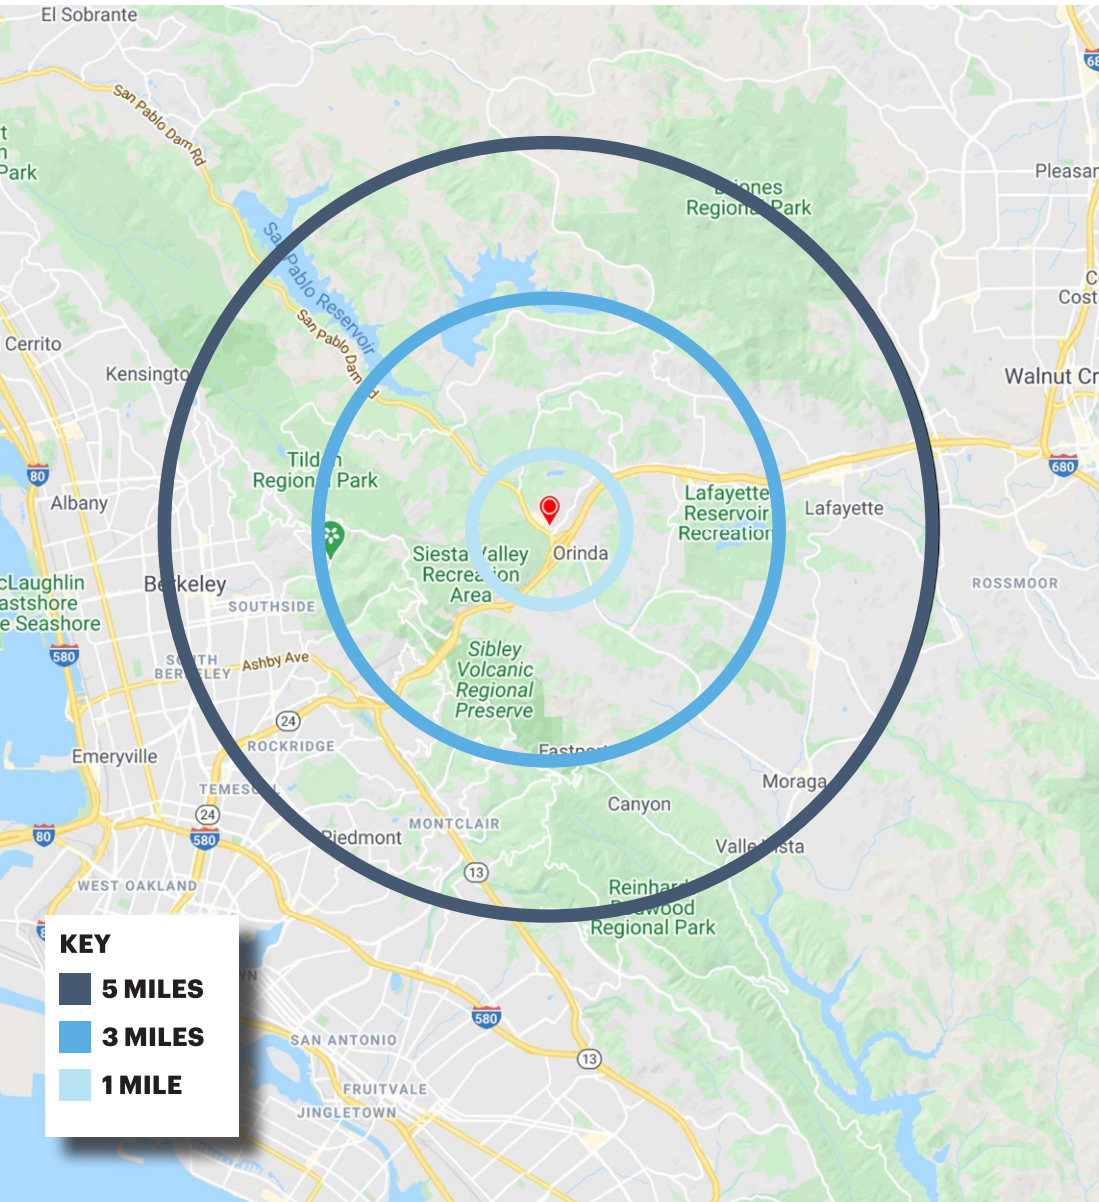 El Sobrante
San Pablo Dam Rd
Park
Briones
Regional Park
San Pablo Reservoir
San Pablo Dam Rd
Cerrito
Kensington
Walnut Cr
680
80
Albany
Tilden
Regional Park
Lafayette
Reservoir
Recreation
Lafayette
Siesta Valley
Recreation
Area
Orinda
cLaughlin
astshore
e Seashore
Berkeley
SOUTHSIDE
ROSSMOOR
580
SOUTH
BERKELEY
Ashby Ave
Sibley
Volcanic
Regional
Preserve
24
ROCKRIDGE
Emeryville
Eastport
TEMESCAL
Moraga
Canyon
24
80
580
MONTCLAIR
Piedmont
Valle Vista
13
WEST OAKLAND
Reinhardt
Redwood
Regional Park
KEY
5 MILES
3 MILES
1 MILE
580
SAN ANTONIO
13
FRUITVALE
JINGLETOWN